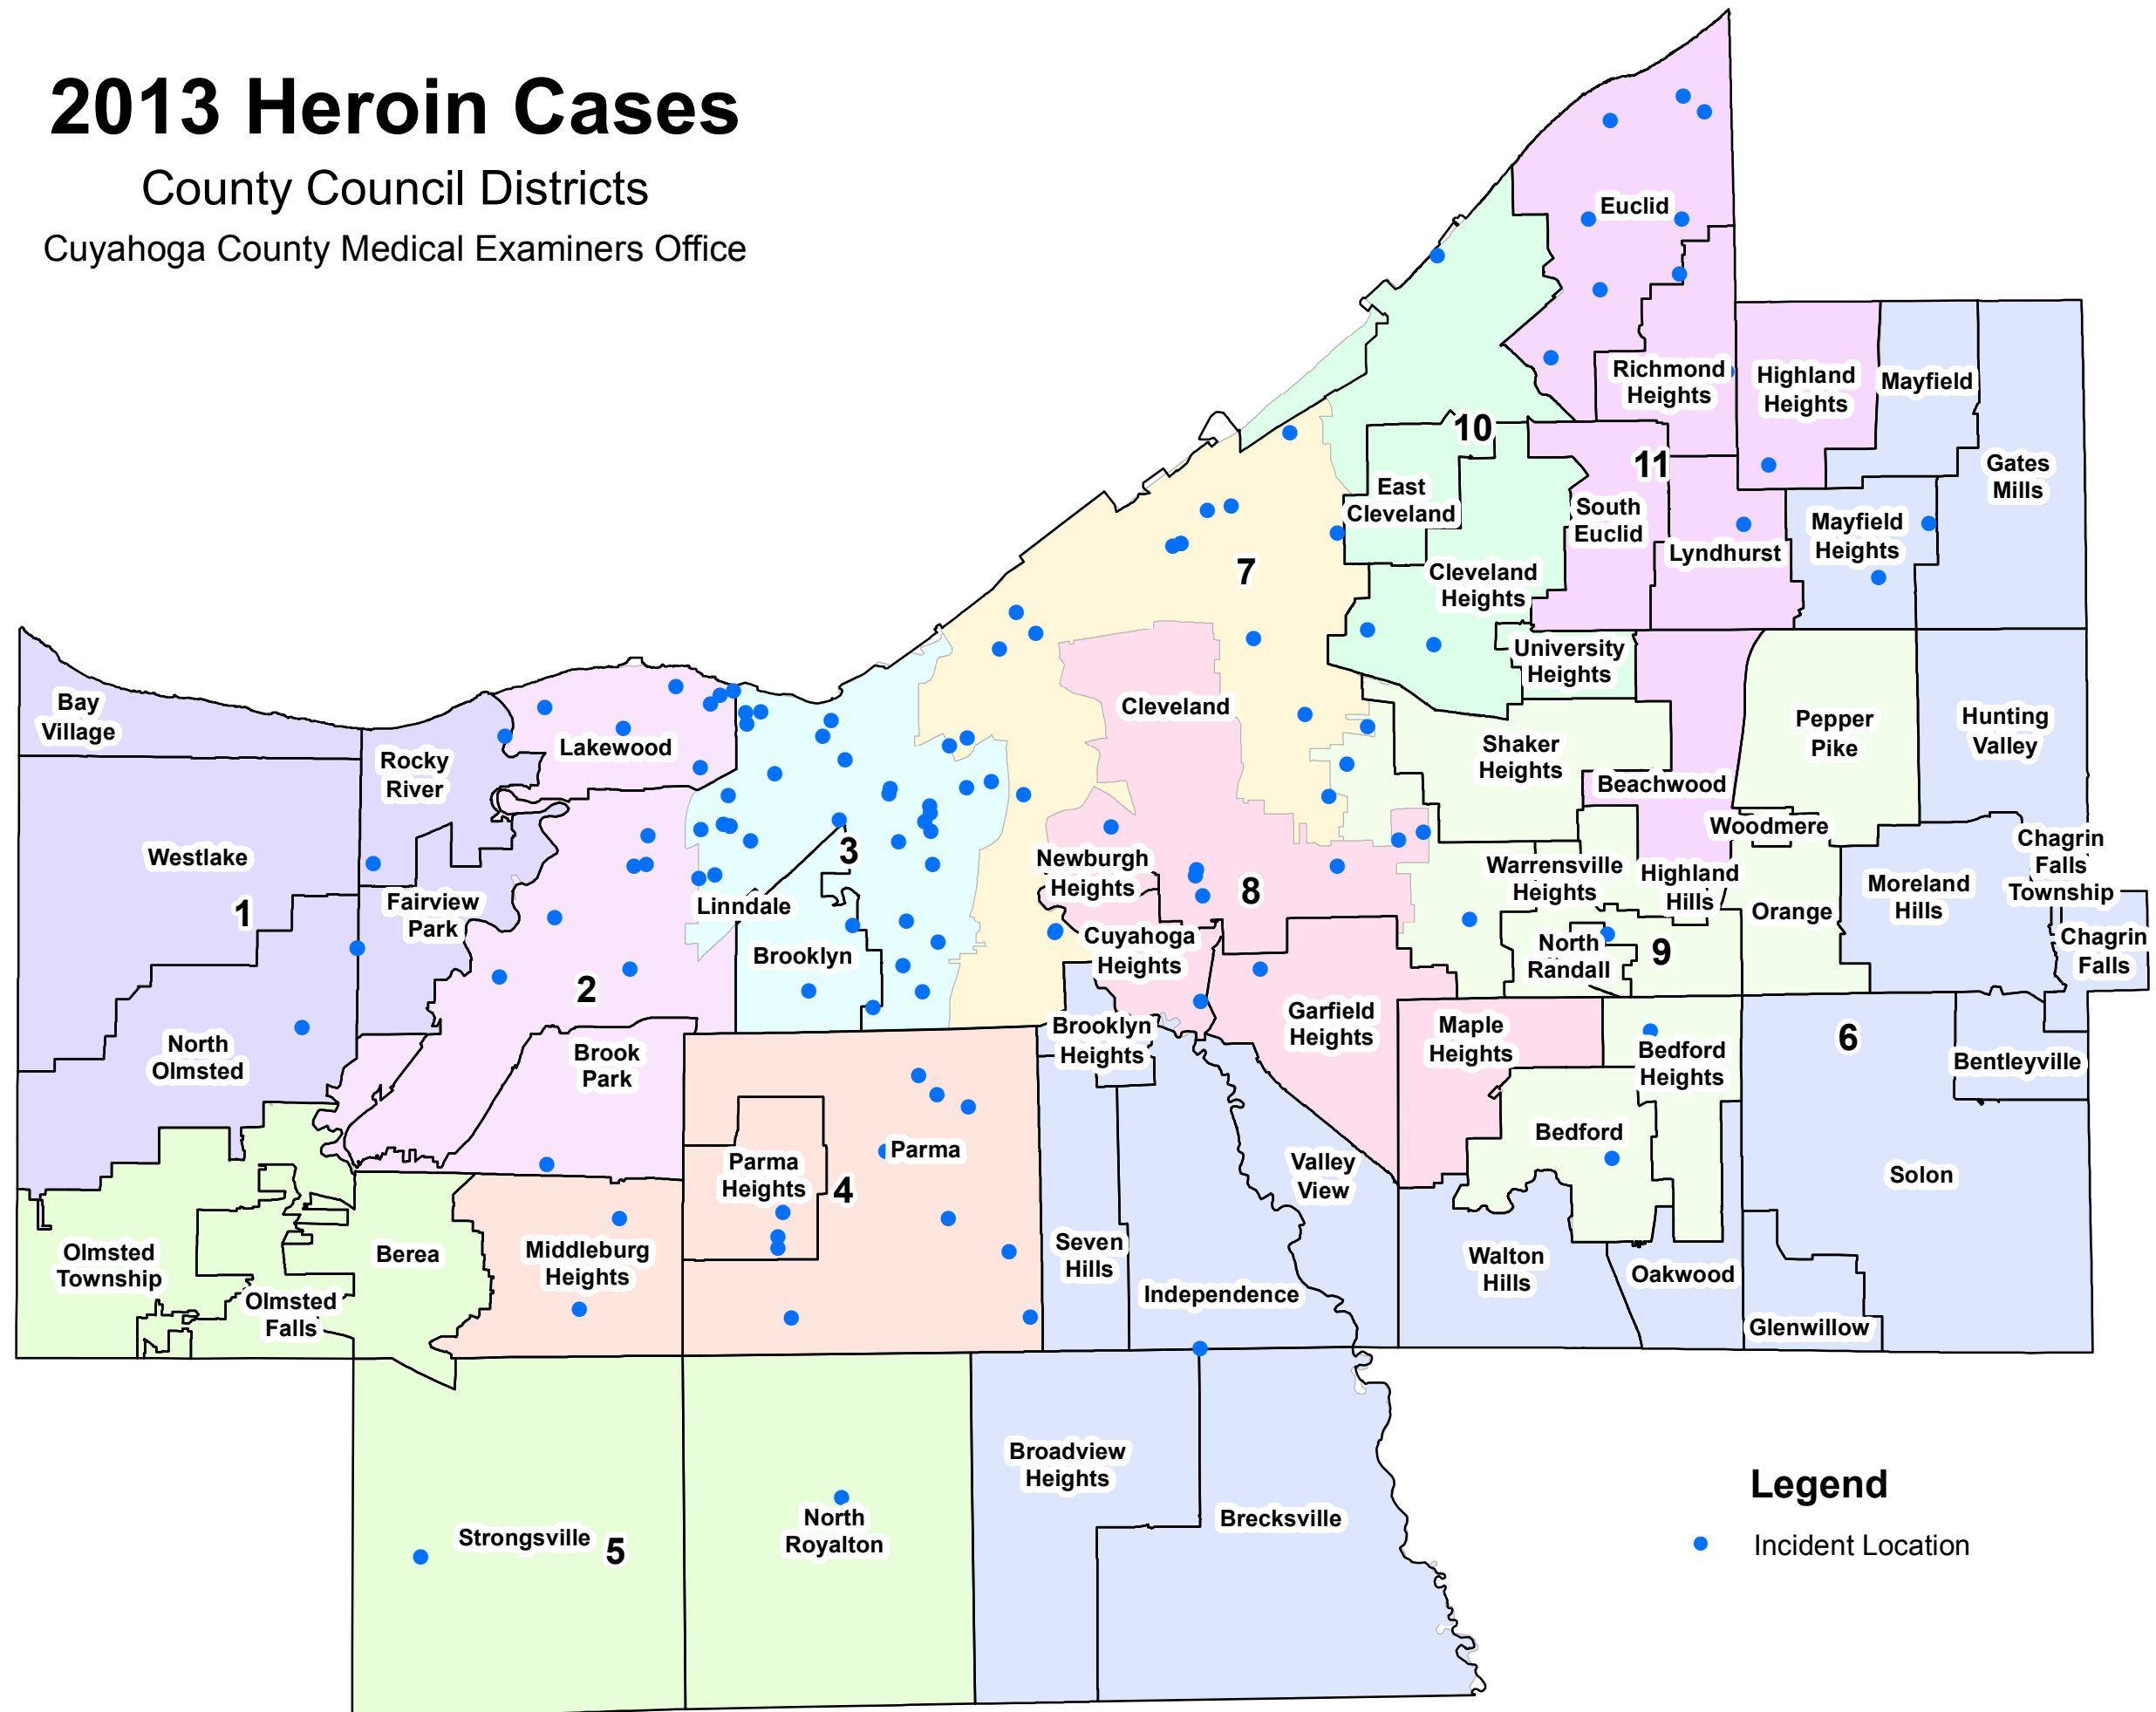 2013 Heroin Cases
County Council Districts
Cuyahoga County Medical Examiners Office
Euclid
Richmond
Heights
Highland
Heights
Mayfield
10
11
Gates
Mills
East
Cleveland
South
Euclid
Mayfield
Heights
Lyndhurst
7
Cleveland
Heights
University
Heights
Bay
Village
Rocky
River
Lakewood
Cleveland
Shaker
Heights
Pepper
Pike
Hunting
Valley
Beachwood
Woodmere
Westlake
3
Newburgh
Heights
8
Warrensville
Heights
Highland
Hills
Moreland
Hills
Chagrin
Falls
Township
1
Fairview
Park
Linndale
Orange
Brooklyn
Cuyahoga
Heights
North
Randall
9
Chagrin
Falls
2
North
Olmsted
Brook
Park
Brooklyn
Heights
Garfield
Heights
Maple
Heights
Bedford
Heights
6
Bentleyville
Parma
Heights
4
Parma
Valley
View
Bedford
Solon
Olmsted
Township
Berea
Middleburg
Heights
Seven
Hills
Walton
Hills
Oakwood
Olmsted
Falls
Independence
Glenwillow
Broadview
Heights
Brecksville
Strongsville
5
North
Royalton
Legend
Incident Location